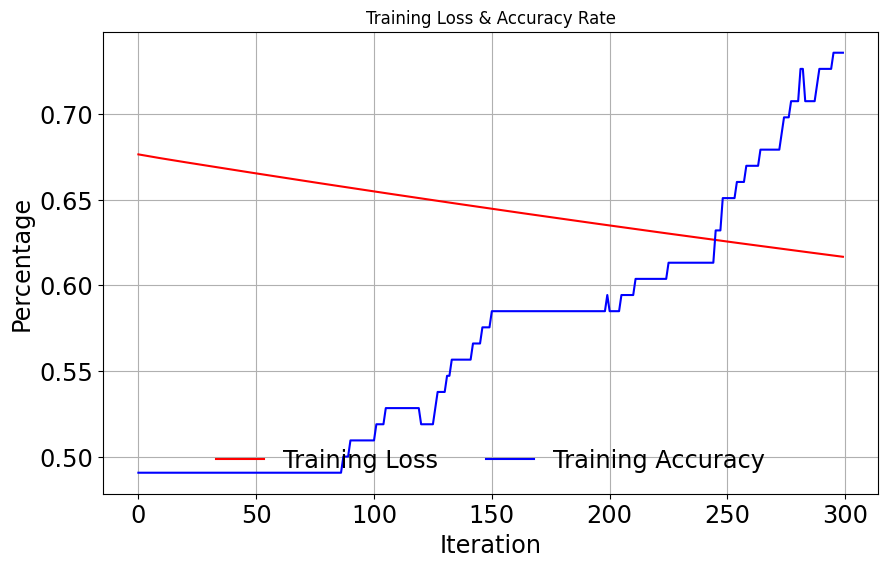 Training Loss & Accuracy Rate
0.70
0.65
0.60
0.55
0.50
Percentage
Training Loss Training Accuracy
0 50 100 150 200 250 300
Iteration